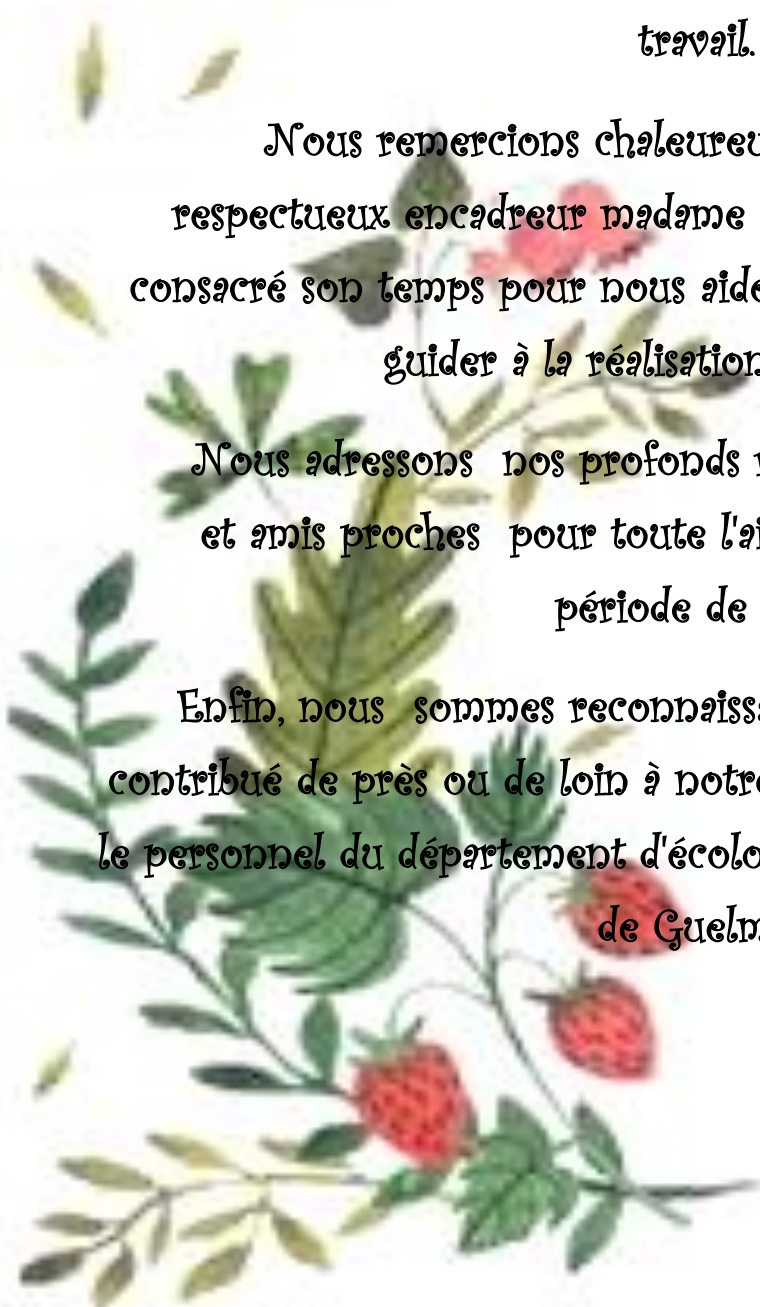 travail.
Nous remercions chaleureu
respectueux encadreur madame
consacré son temps pour nous aide
guider à la réalisation
Nous adressons nos profonds
et amis proches pour toute l'ai
période de
Enfin, nous sommes reconnaiss
contribué de près ou de loin à notre
le personnel du département d'écolo
de Guelm